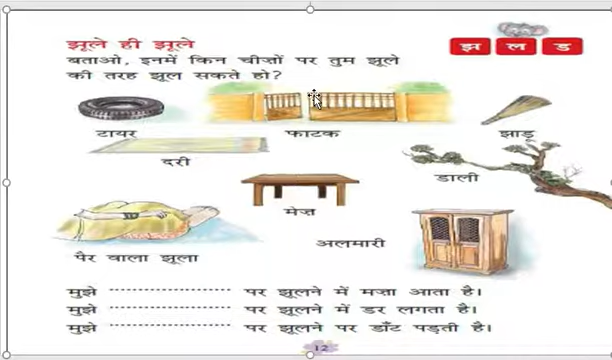 झूले ही झूले
झ ल ड
बताओ, इनमें किन चीज़ों पर तुम झूले
की तरह झूल सकते हो?
टायर
फाटक
झाड़ू
दरी
डाली
मेज़
अलमारी
पैर वाला झूला
मुझे ........................ पर झूलने में मज़ा आता है।
मुझे ........................ पर झूलने में डर लगता है।
मुझे ........................ पर झूलने पर डाँट पड़ती है।
12